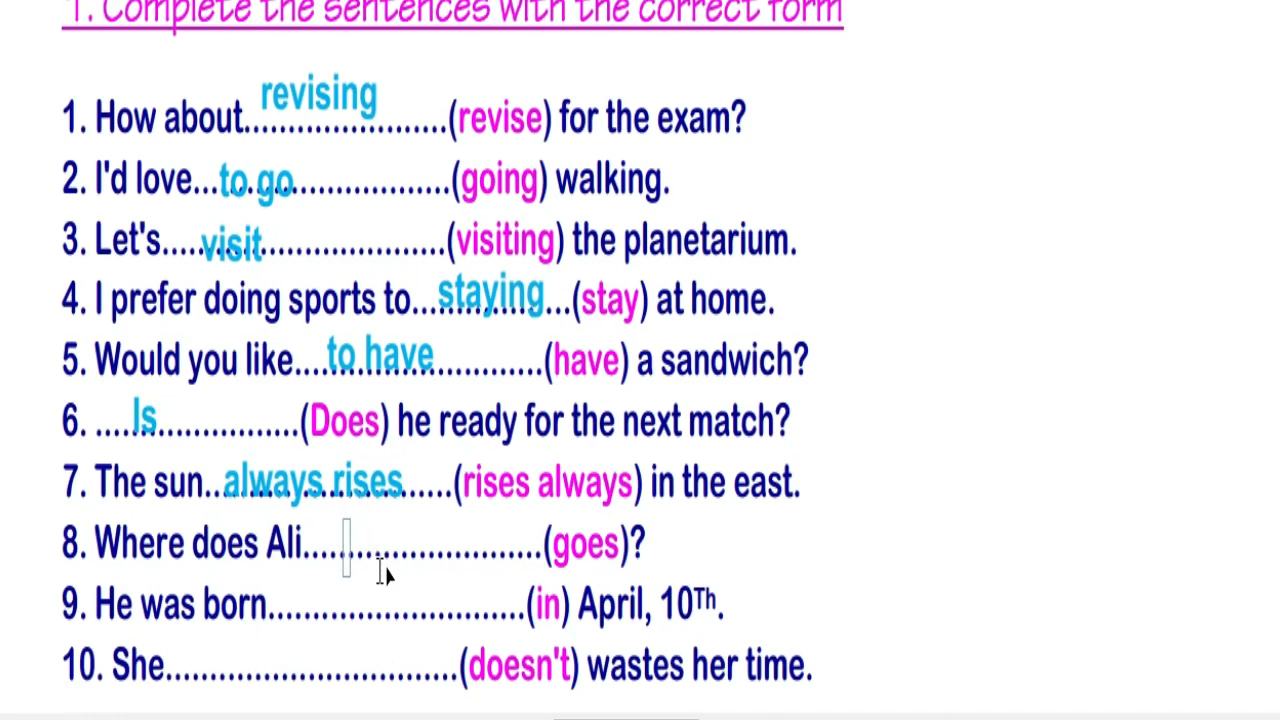 1. Complete the sentences with the correct form
1. How about.......revising................(revise) for the exam?
2. I'd love...to go..................(going) walking.
3. Let's....visit.....................(visiting) the planetarium.
4. I prefer doing sports to...staying...(stay) at home.
5. Would you like....to have.............(have) a sandwich?
6. ....Is................(Does) he ready for the next match?
7. The sun..always rises......(rises always) in the east.
8. Where does Ali...........................(goes)?
9. He was born.............................(in) April, 10Th.
10. She.................................(doesn't) wastes her time.